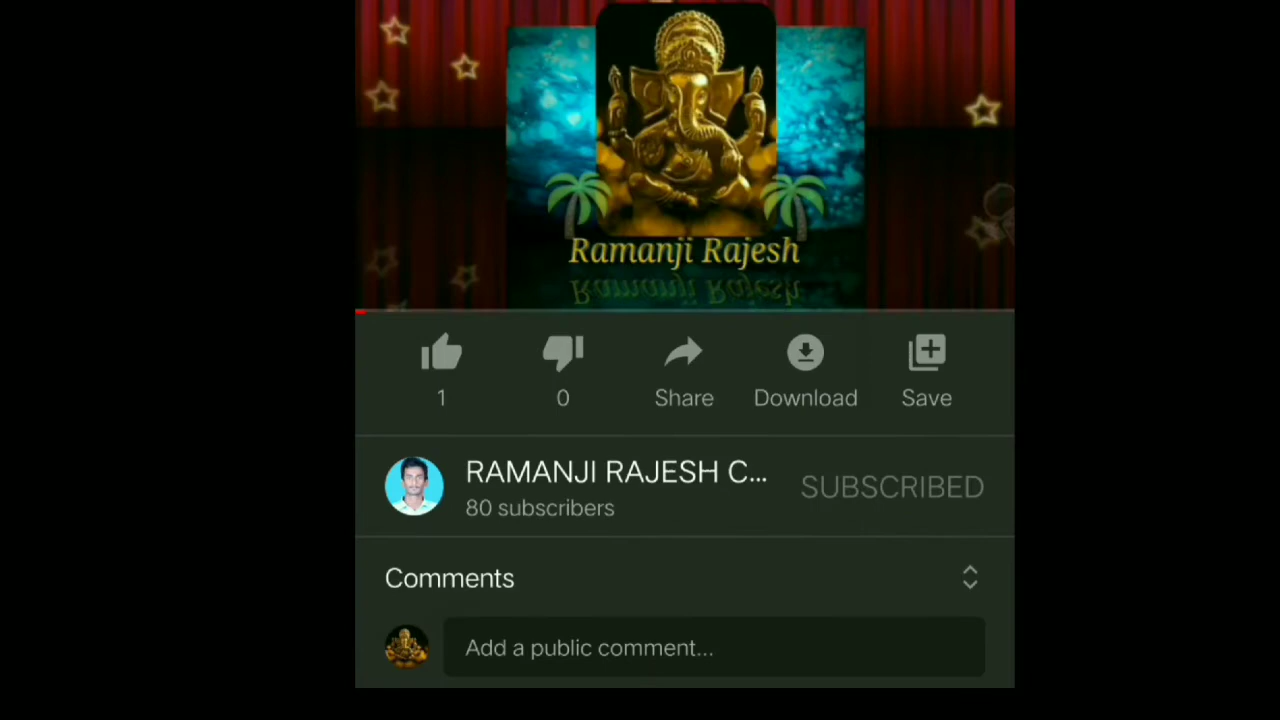 Ramanji Rajesh
1
0
Share
Download
Save
RAMANJI RAJESH C...
80 subscribers
SUBSCRIBED
Comments
Add a public comment...